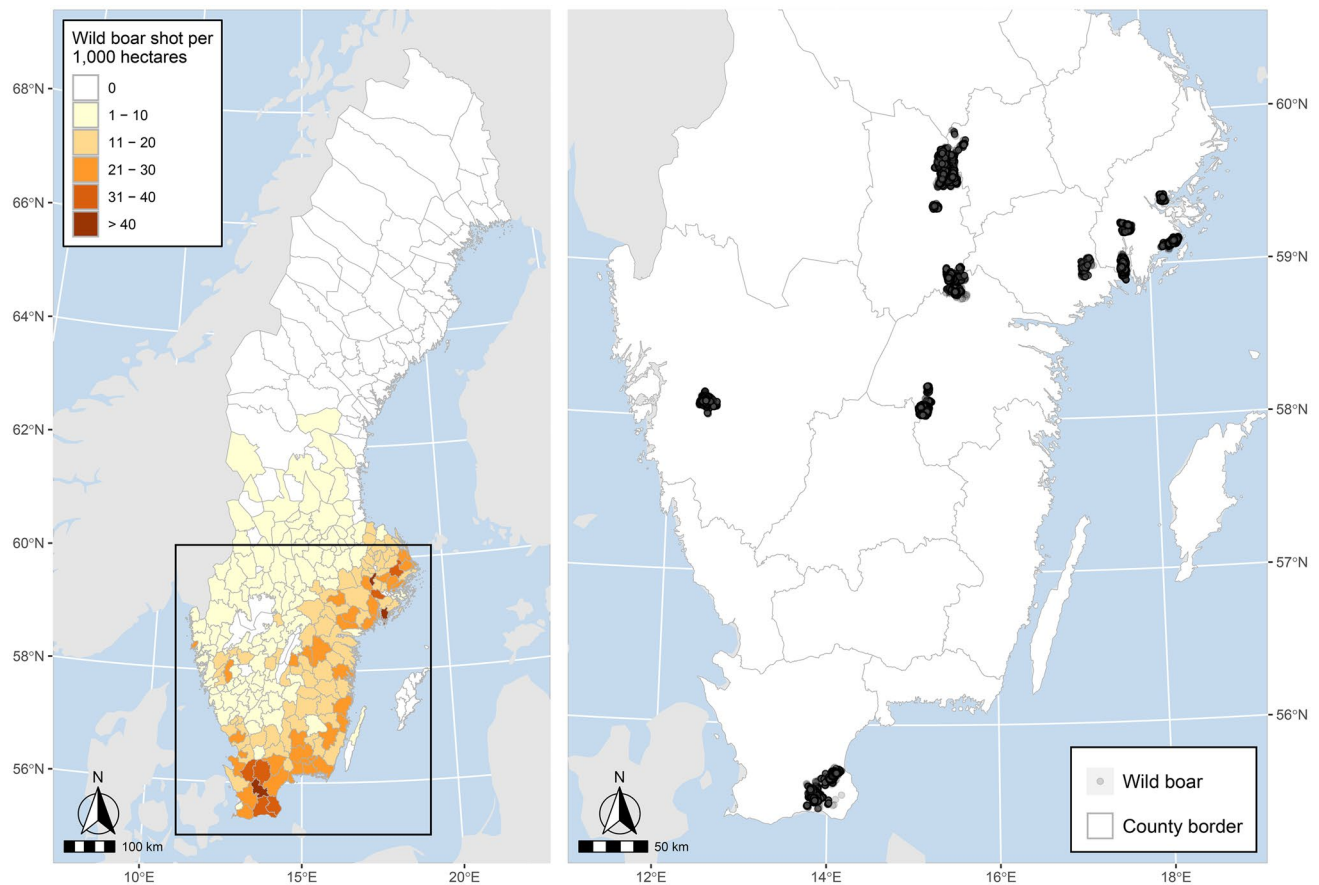 Wild boar shot per
1,000 hectares
0
1 − 10
11 − 20
21 − 30
31 − 40
> 40
68°N
66°N
64°N
62°N
60°N
58°N
56°N
N
100 km
10°E
15°E
20°E
60°N
59°N
58°N
57°N
56°N
N
50 km
Wild boar
County border
12°E
14°E
16°E
18°E